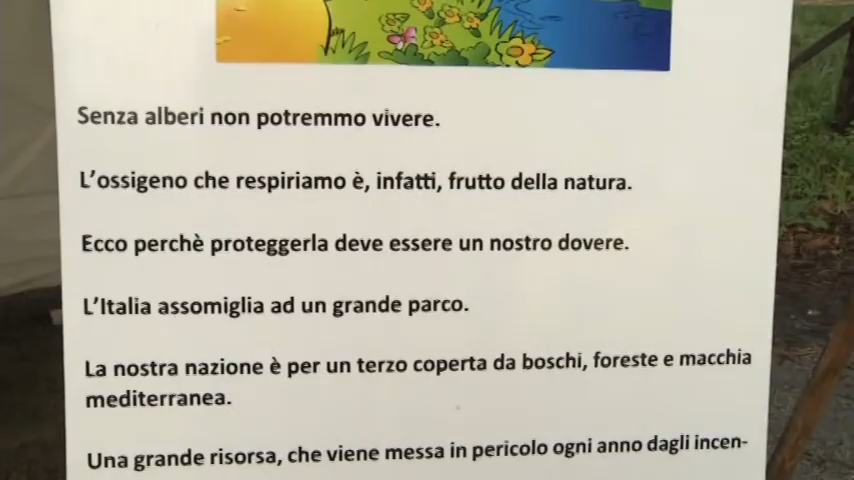 Senza alberi non potremmo vivere.
L'ossigeno che respiriamo è, infatti, frutto della natura.
Ecco perchè proteggerla deve essere un nostro dovere.
L'Italia assomiglia ad un grande parco.
La nostra nazione è per un terzo coperta da boschi, foreste e macchia
mediterranea.
Una grande risorsa, che viene messa in pericolo ogni anno dagli incen-